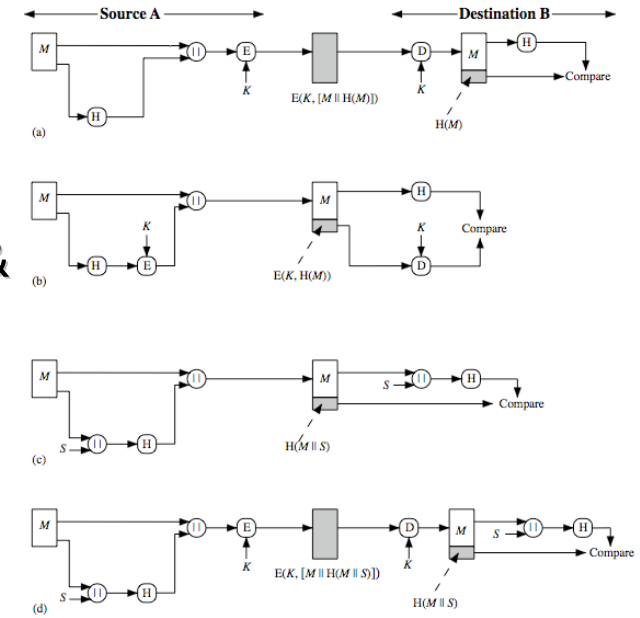 Source A Destination B
M || E D M H
K K Compare
E(K, [M || H(M)])
H H(M)
(a)
M || M H
K K Compare
H E D
E(K, H(M))
&
(b)
M || M S || H
Compare
S || H H(M || S)
(c)
M || E D M S || H
K K Compare
E(K, [M || H(M || S)])
S || H H(M || S)
(d)